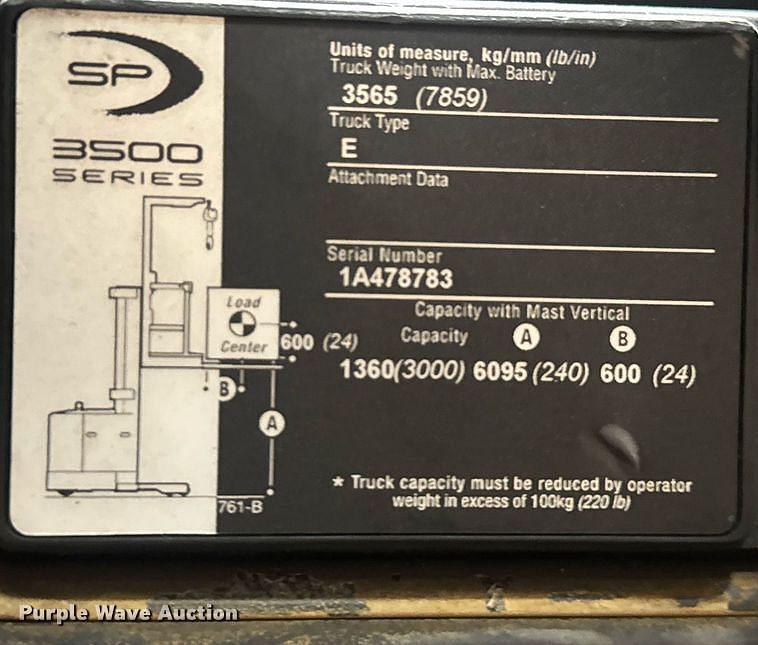 SP
3500
SERIES
Units of measure, kg/mm (lb/in)
Truck Weight with Max. Battery
3565 (7859)
Truck Type
E
Attachment Data
Serial Number
1A478783
Capacity with Mast Vertical
Capacity A B
1360(3000) 6095 (240) 600 (24)
Load
Center
600 (24)
B
A
761-B
* Truck capacity must be reduced by operator
weight in excess of 100kg (220 lb)
Purple Wave Auction